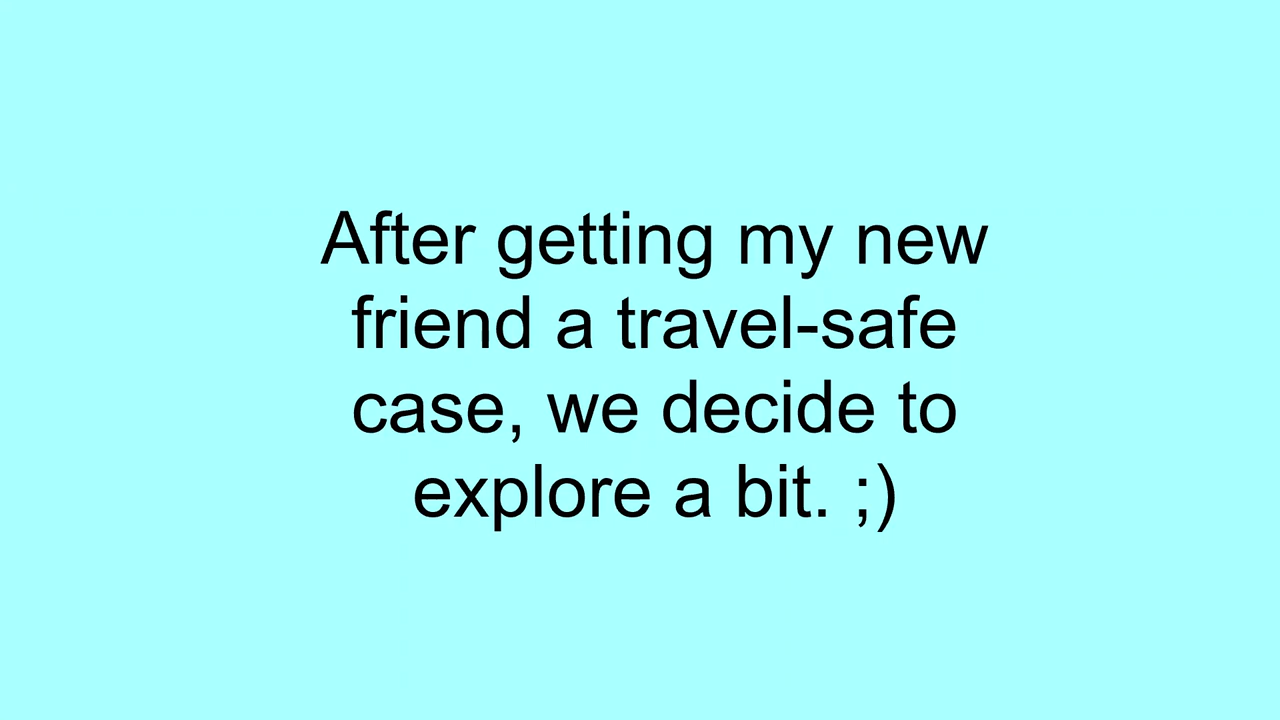 After getting my new
friend a travel-safe
case, we decide to
explore a bit. ;)